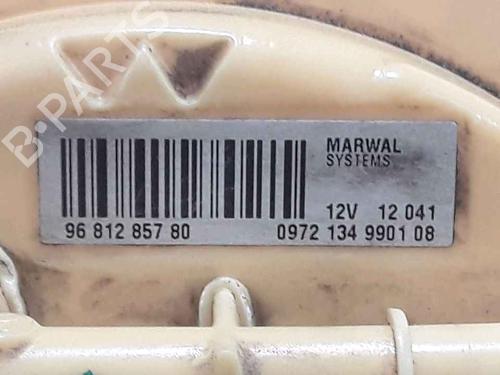 B·PARTS
MARWAL
SYSTEMS
12V 12 041
96 812 857 80 0972 134 9901 08